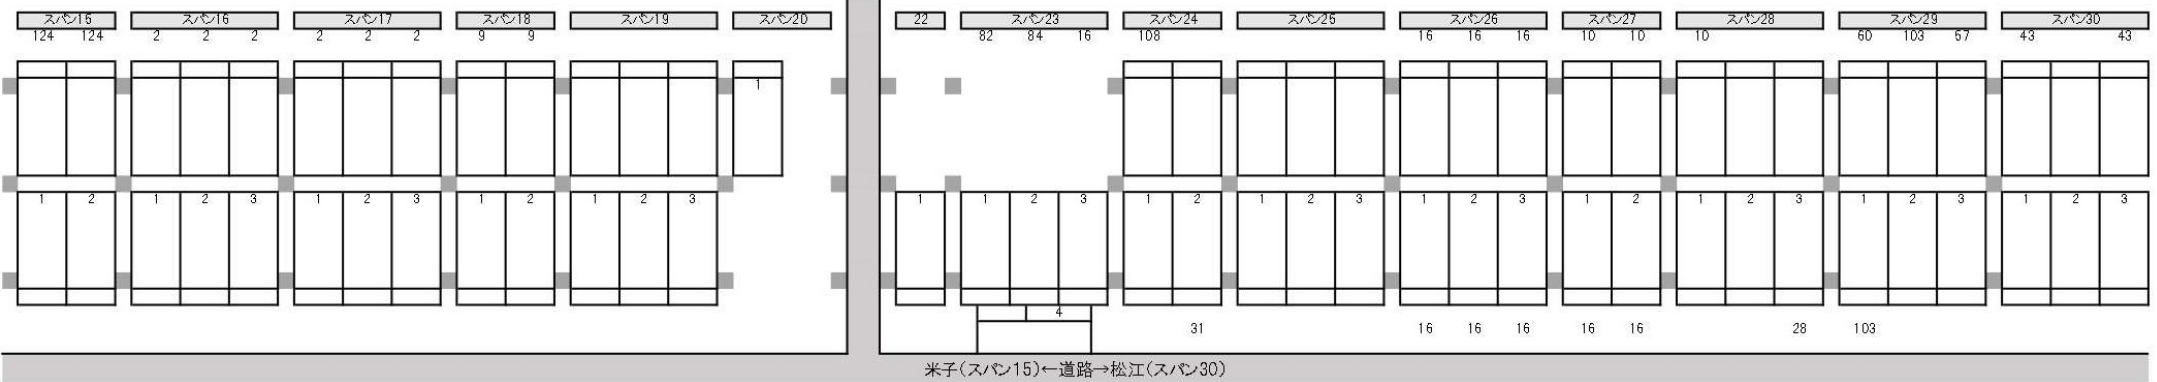 スパン15 スパン16 スパン17 スパン18 スパン19 スパン20 22 スパン23 スパン24 スパン25 スパン26 スパン27 スパン28 スパン29 スパン30
124 124 2 2 2 2 2 2 9 9 82 84 16 108 16 16 16 10 10 10 60 103 67 43 43
1
1 2 1 2 3 1 2 3 1 2 1 2 3 1 1 2 3 1 2 1 2 3 1 2 3 1 2 1 2 3 1 2 3 1 2 3
4
31 16 16 16 16 16 28 103
米子(スパン15)←道路→松江(スパン30)